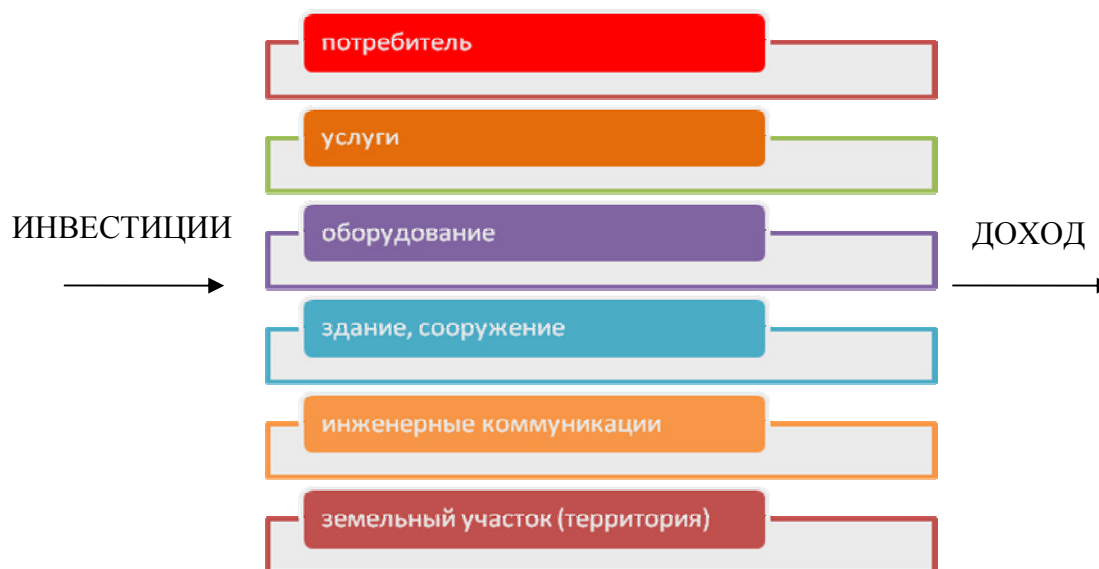 потребитель
услуги
ИНВЕСТИЦИИ
оборудование
ДОХОД
здание, сооружение
инженерные коммуникации
земельный участок (территория)